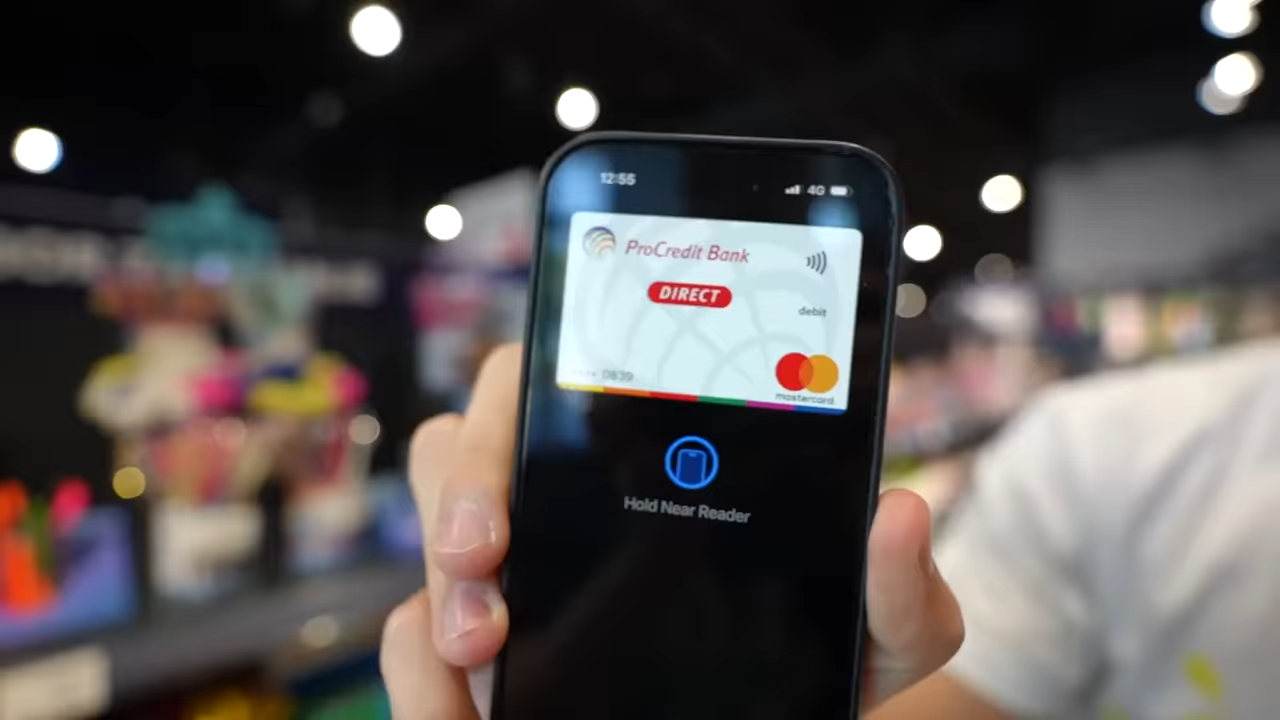 12:55 4G
ProCredit Bank
DIRECT
debit
•••• 0839
mastercard
Hold Near Reader